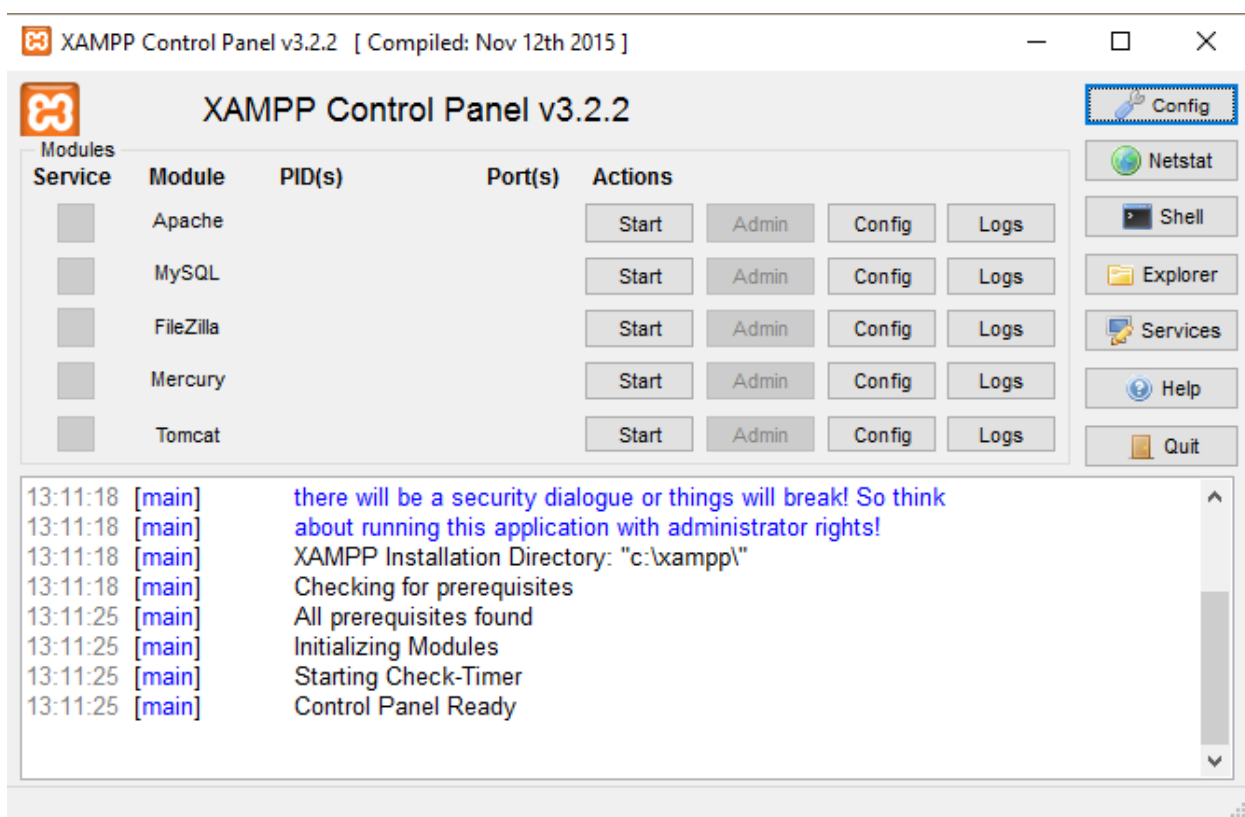 XAMPP Control Panel v3.2.2 [ Compiled: Nov 12th 2015 ]
XAMPP Control Panel v3.2.2
Config
Modules
Netstat
Service Module PID(s) Port(s) Actions
Apache Start Admin Config Logs
Shell
MySQL Start Admin Config Logs
Explorer
FileZilla Start Admin Config Logs
Services
Mercury Start Admin Config Logs
Help
Tomcat Start Admin Config Logs
Quit
13:11:18 [main] there will be a security dialogue or things will break! So think
13:11:18 [main] about running this application with administrator rights!
13:11:18 [main] XAMPP Installation Directory: "c:\xampp\"
13:11:18 [main] Checking for prerequisites
13:11:25 [main] All prerequisites found
13:11:25 [main] Initializing Modules
13:11:25 [main] Starting Check-Timer
13:11:25 [main] Control Panel Ready